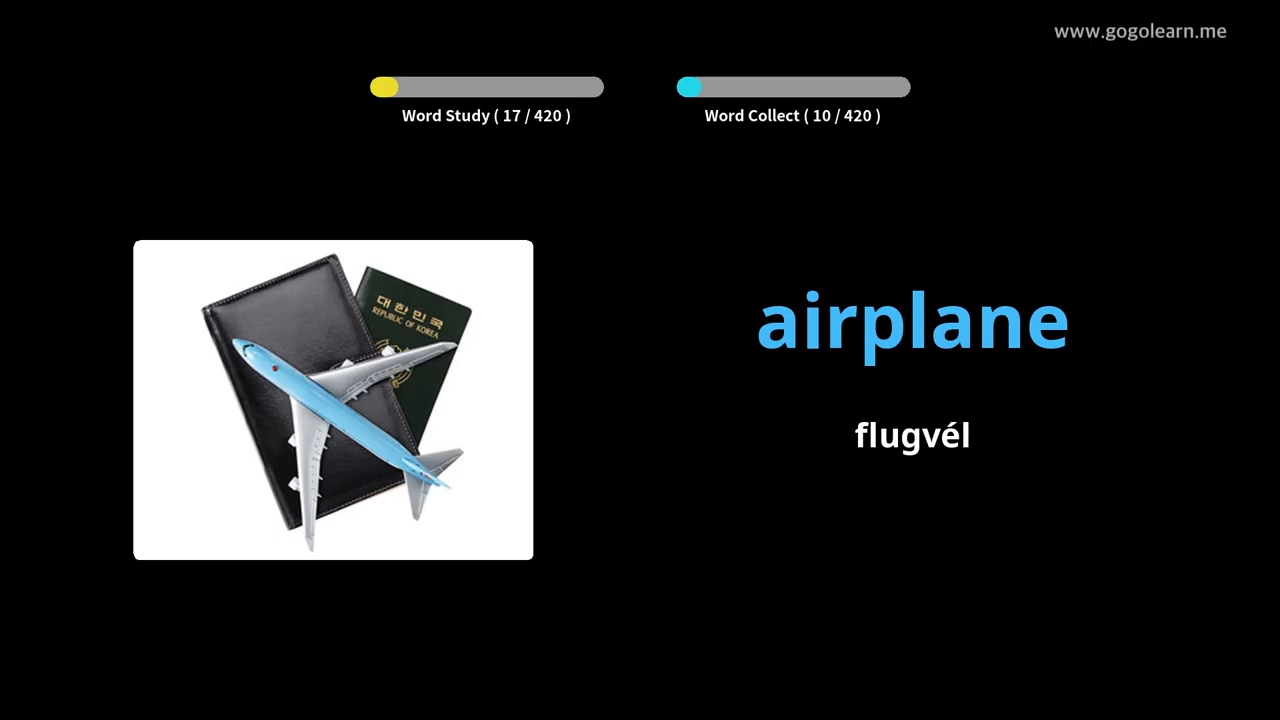 www.gogolearn.me
Word Study ( 17 / 420 )
Word Collect ( 10 / 420 )
대한민국
REPUBLIC OF KOREA
airplane
flugvél